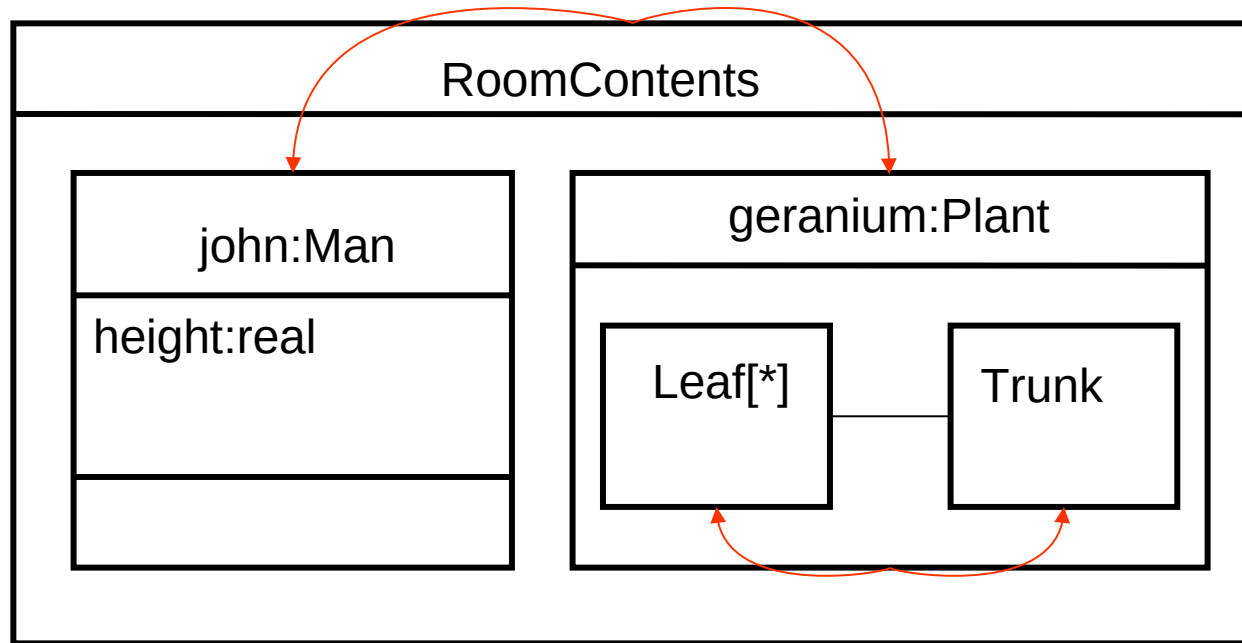 RoomContents
john:Man
height:real
geranium:Plant
Leaf[*]
Trunk